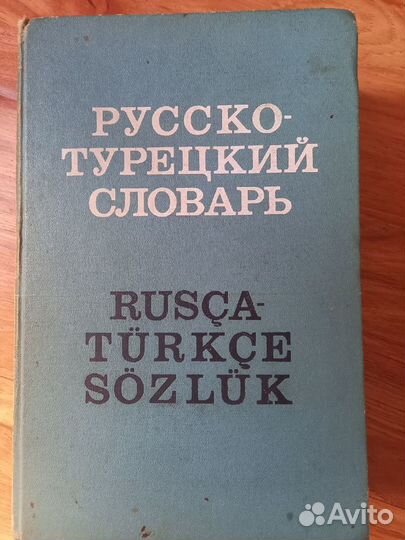 РУССКО-
ТУРЕЦКИЙ
СЛОВАРЬ
RUSÇA-
TÜRKÇE
SÖZLÜK
Avito